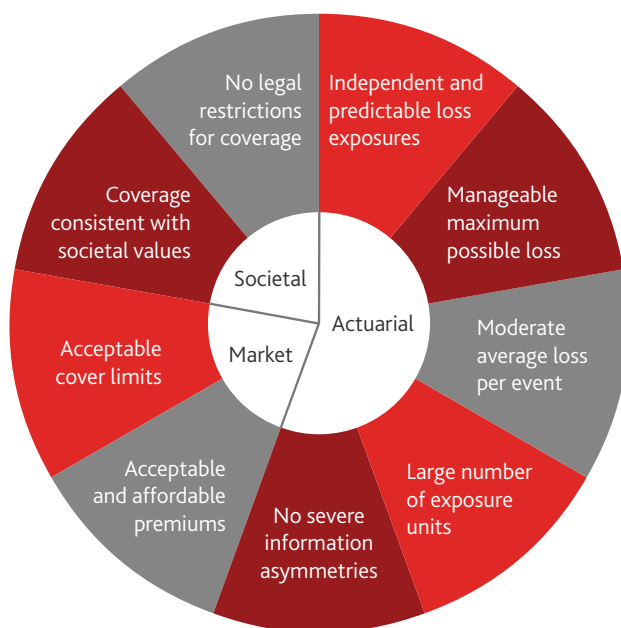 No legal
restrictions
for coverage
Independent and
predictable loss
exposures
Manageable
maximum
possible loss
Moderate
average loss
per event
Large number
of exposure
units
No severe
information
asymmetries
Acceptable
and affordable
premiums
Acceptable
cover limits
Coverage
consistent with
societal values
Societal
Actuarial
Market